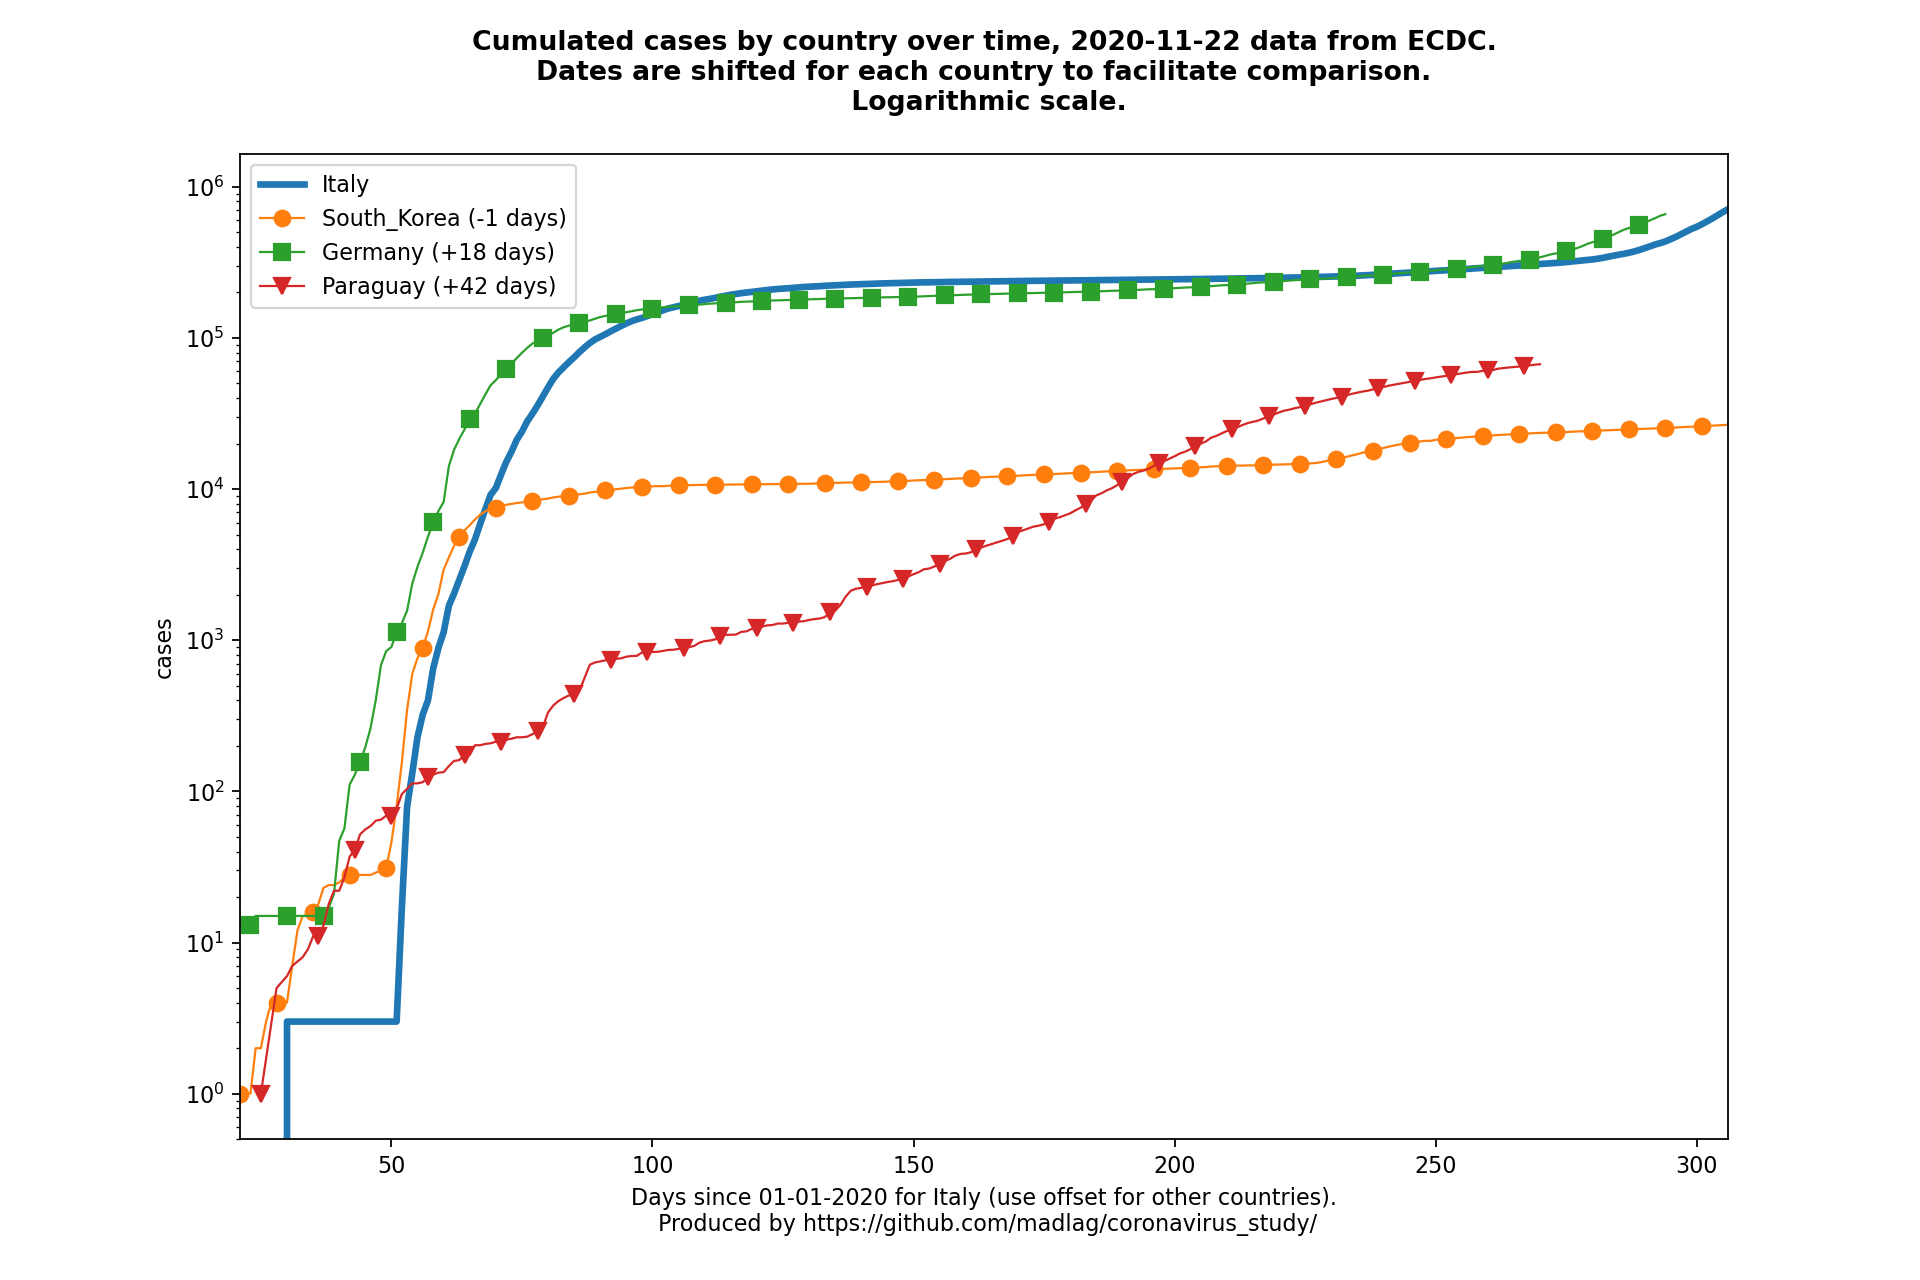 Cumulated cases by country over time, 2020-11-22 data from ECDC.
Dates are shifted for each country to facilitate comparison.
Logarithmic scale.
Italy
South_Korea (-1 days)
Germany (+18 days)
Paraguay (+42 days)
10^6
10^5
10^4
10^3
10^2
10^1
10^0
cases
50 100 150 200 250 300
Days since 01-01-2020 for Italy (use offset for other countries).
Produced by https://github.com/madlag/coronavirus_study/